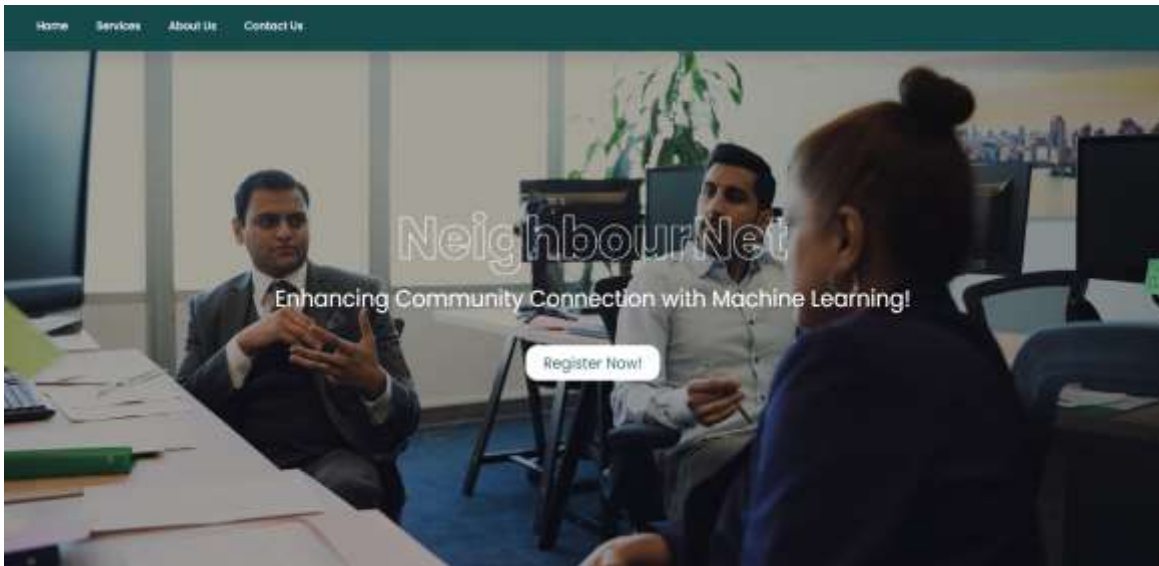 Home
Services
About Us
Contact Us
NeighbourNet
Enhancing Community Connection with Machine Learning!
Register Now!